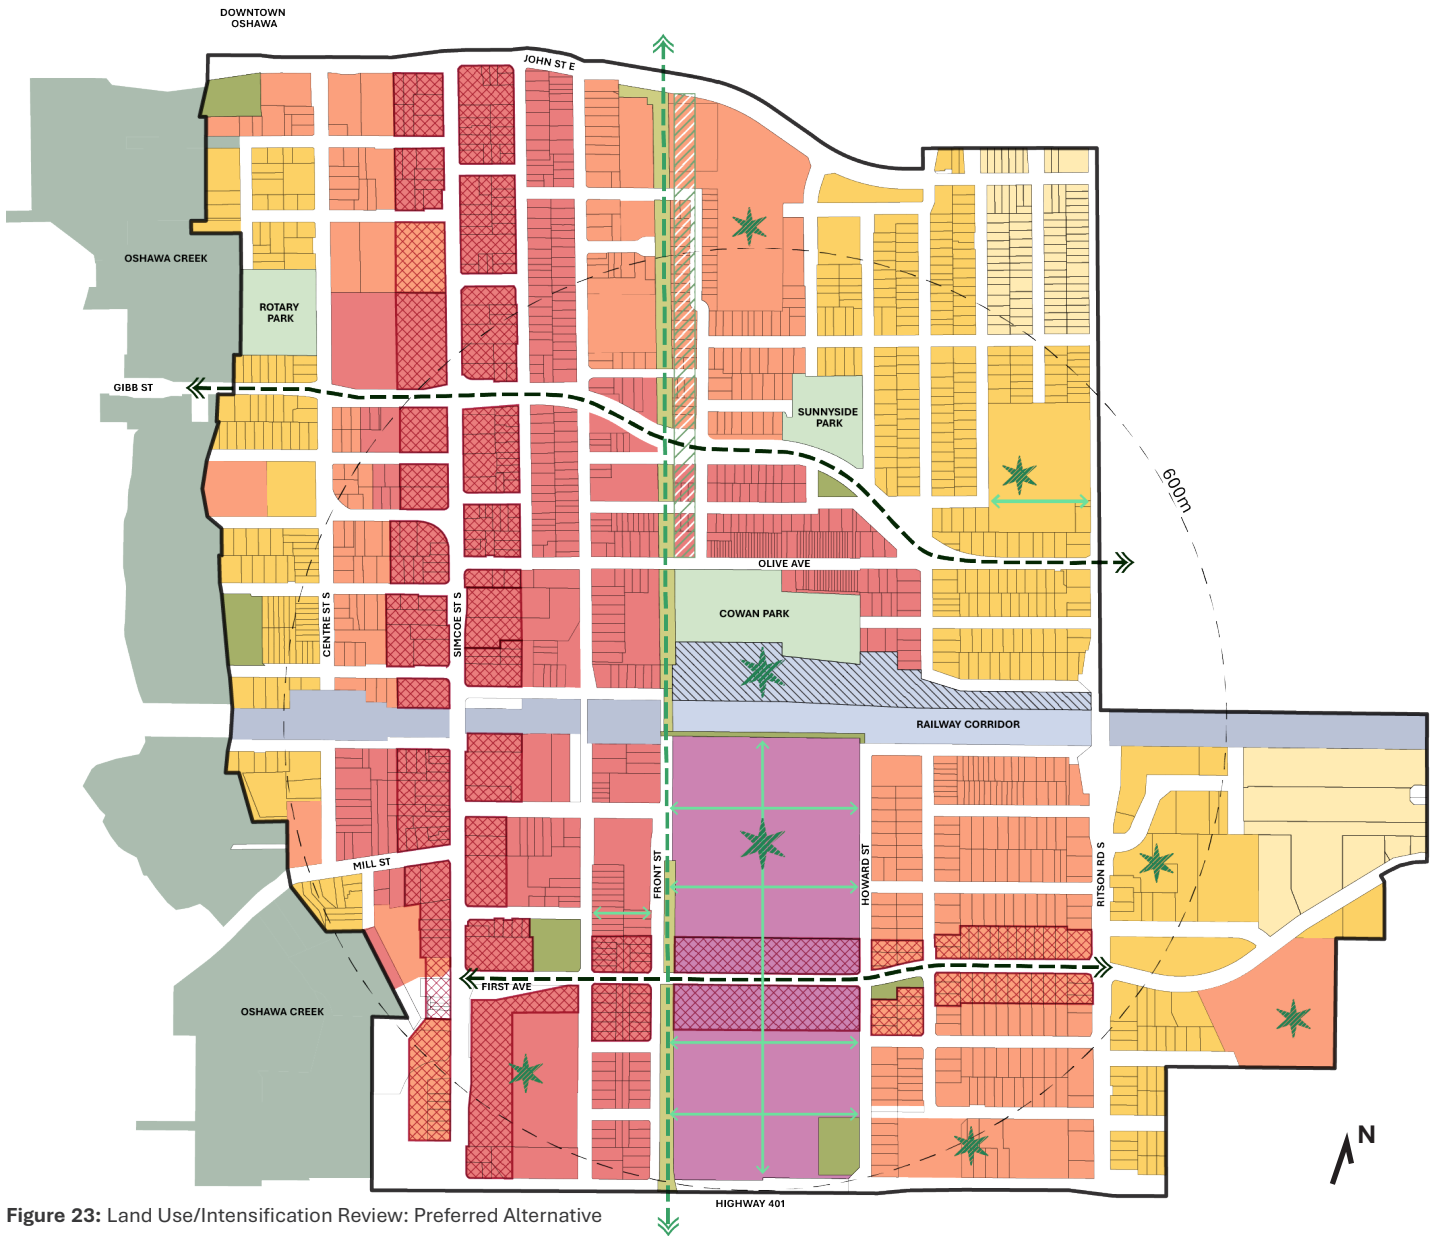 DOWNTOWN
OSHAWA
JOHN ST E
OSHAWA CREEK
ROTARY
PARK
GIBB ST
SUNNYSIDE
PARK
600m
OLIVE AVE
CENTRE ST S
SIMCOE ST S
COWAN PARK
RAILWAY CORRIDOR
MILL ST
FRONT ST
HOWARD ST
RITSON RD S
FIRST AVE
OSHAWA CREEK
N
HIGHWAY 401
Figure 23: Land Use/Intensification Review: Preferred Alternative